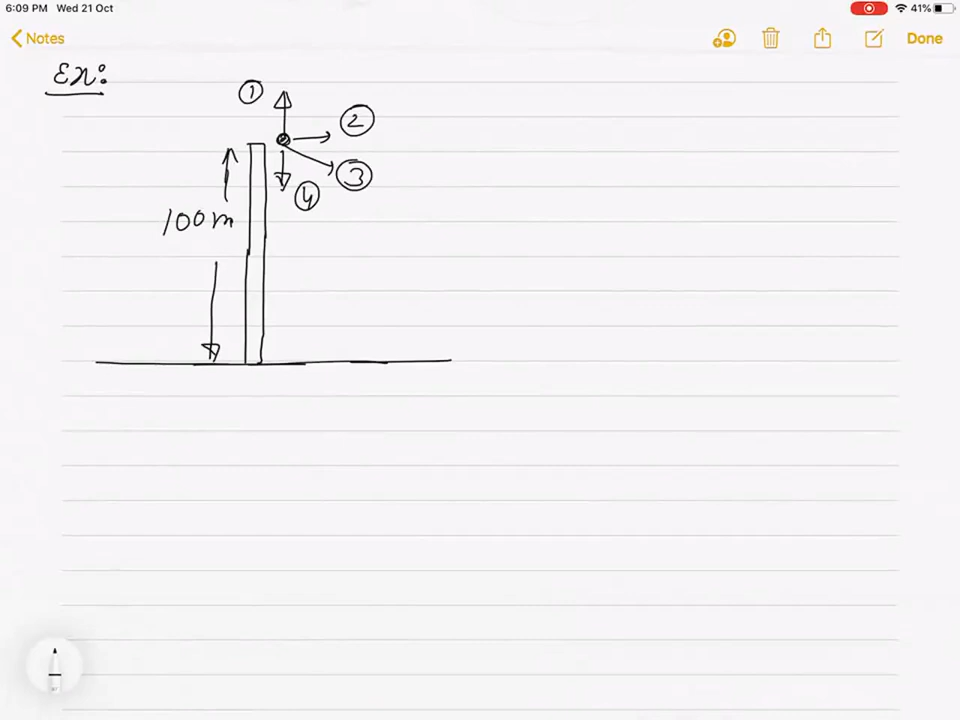 6:09 PM Wed 21 Oct
41%
Notes
Done
Ex:
①
②
③
④
100m